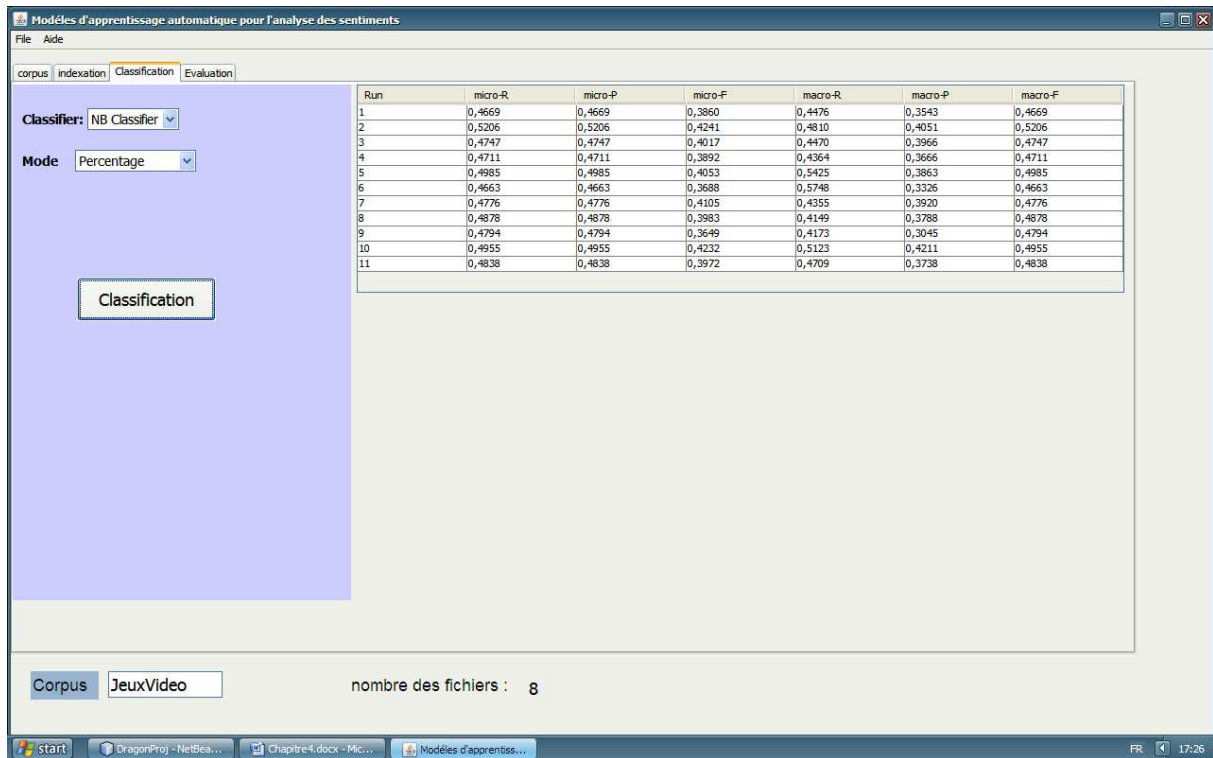 Modéles d'apprentissage automatique pour l'analyse des sentiments
File Aide
corpus indexation Classification Evaluation
Classifier: NB Classifier
Mode Percentage
Classification
Run micro-R micro-P micro-F macro-R macro-P macro-F
1 0,4669 0,4669 0,3860 0,4476 0,3543 0,4669
2 0,5206 0,5206 0,4241 0,4810 0,4051 0,5206
3 0,4747 0,4747 0,4017 0,4470 0,3966 0,4747
4 0,4711 0,4711 0,3892 0,4364 0,3666 0,4711
5 0,4985 0,4985 0,4053 0,5425 0,3863 0,4985
6 0,4663 0,4663 0,3688 0,5748 0,3326 0,4663
7 0,4776 0,4776 0,4105 0,4355 0,3920 0,4776
8 0,4878 0,4878 0,3983 0,4149 0,3788 0,4878
9 0,4794 0,4794 0,3649 0,4173 0,3045 0,4794
10 0,4955 0,4955 0,4232 0,5123 0,4211 0,4955
11 0,4838 0,4838 0,3972 0,4709 0,3738 0,4838
Corpus JeuxVideo nombre des fichiers : 8
start DragonProj - NetBea... Chapitre4.docx - Mic... Modéles d'apprentiss... FR 17:26